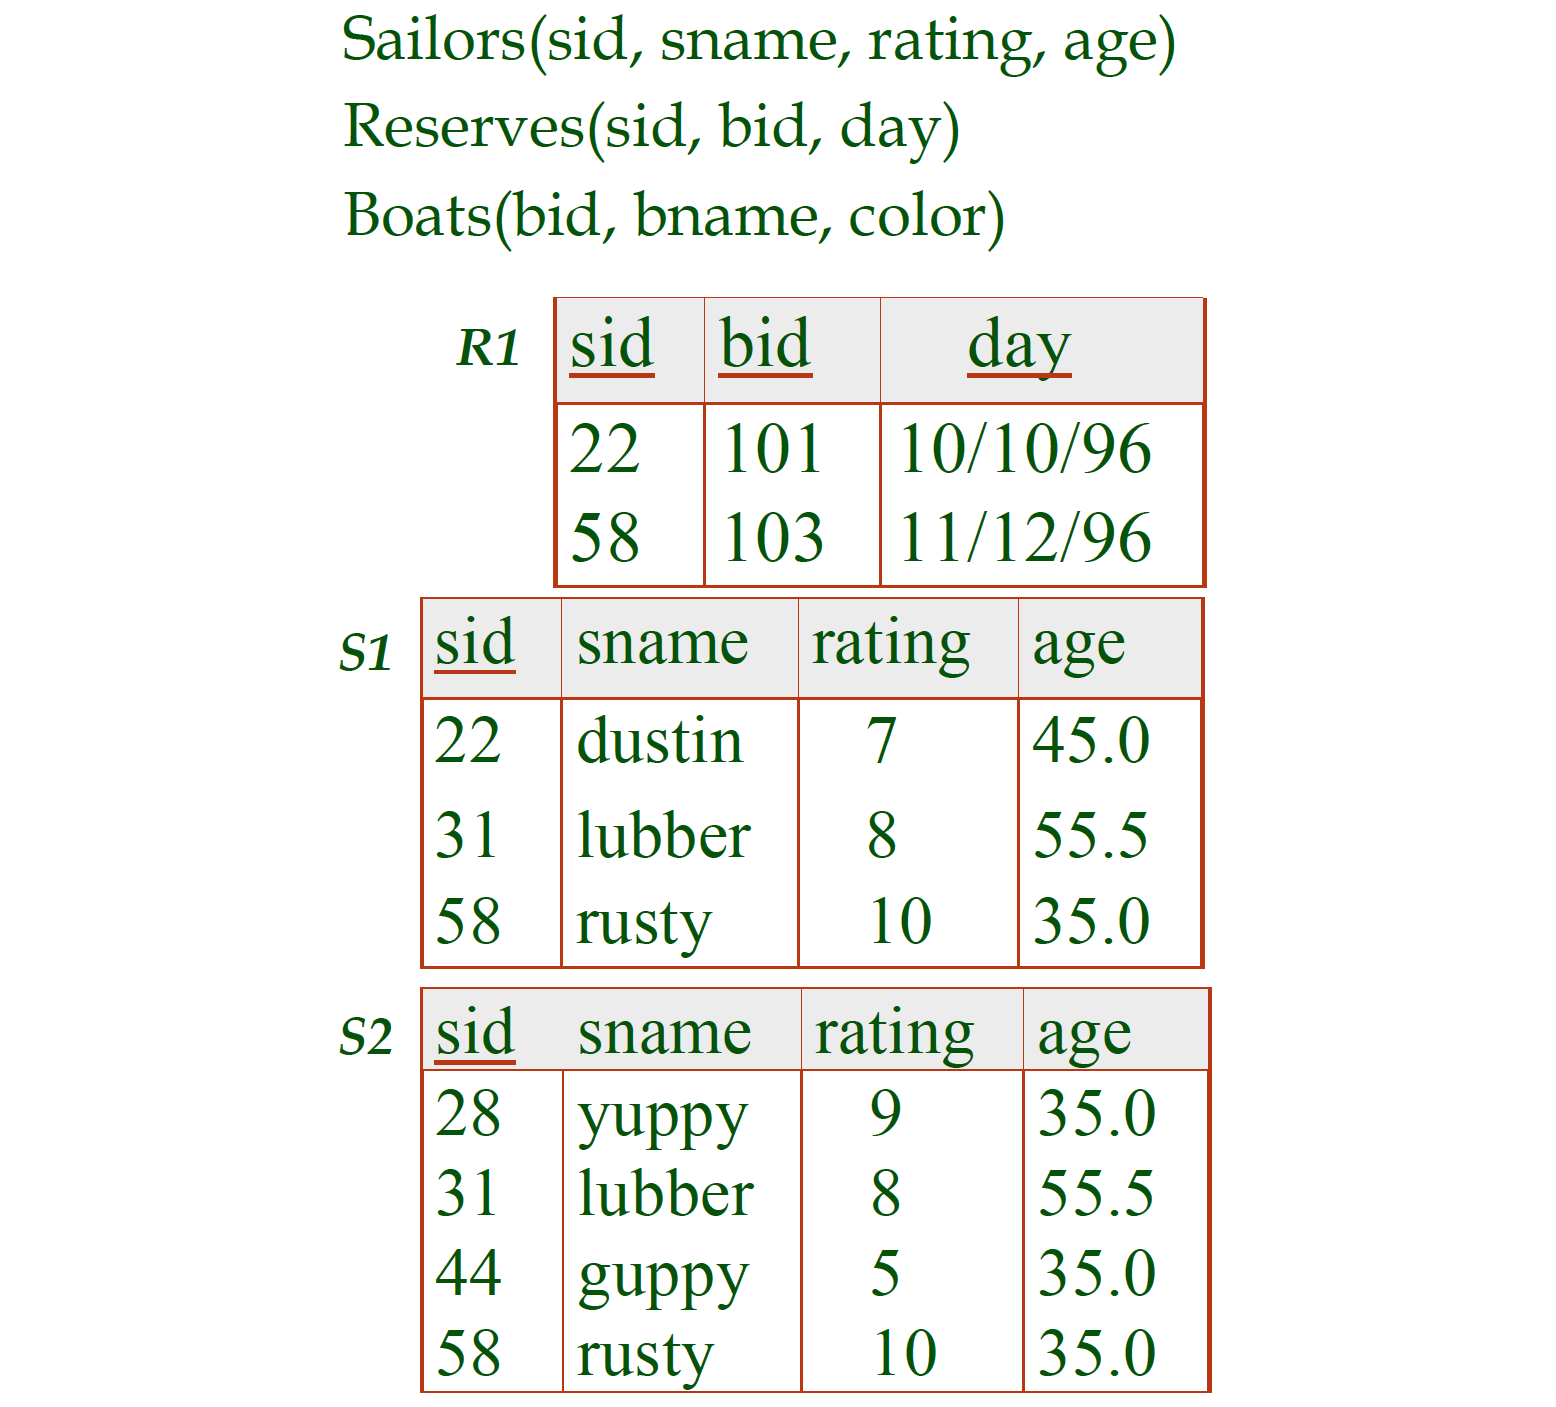 Sailors(sid, sname, rating, age)
Reserves(sid, bid, day)
Boats(bid, bname, color)
R1 sid bid day
22 101 10/10/96
58 103 11/12/96
S1 sid sname rating age
22 dustin 7 45.0
31 lubber 8 55.5
58 rusty 10 35.0
S2 sid sname rating age
28 yuppy 9 35.0
31 lubber 8 55.5
44 guppy 5 35.0
58 rusty 10 35.0